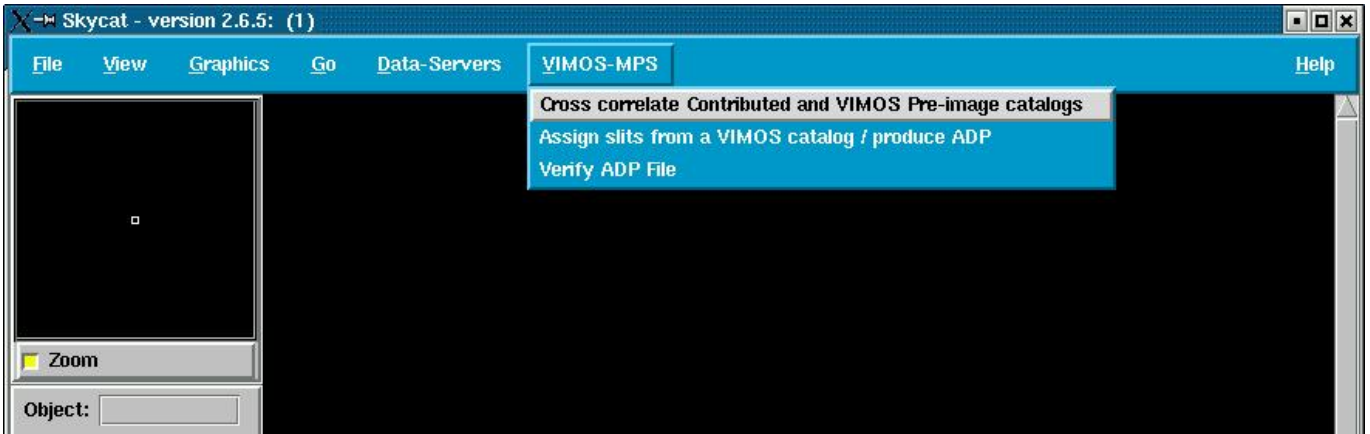 Skycat - version 2.6.5: (1)
File View Graphics Go Data-Servers VIMOS-MPS Help
Cross correlate Contributed and VIMOS Pre-image catalogs
Assign slits from a VIMOS catalog / produce ADP
Verify ADP File
Zoom
Object: